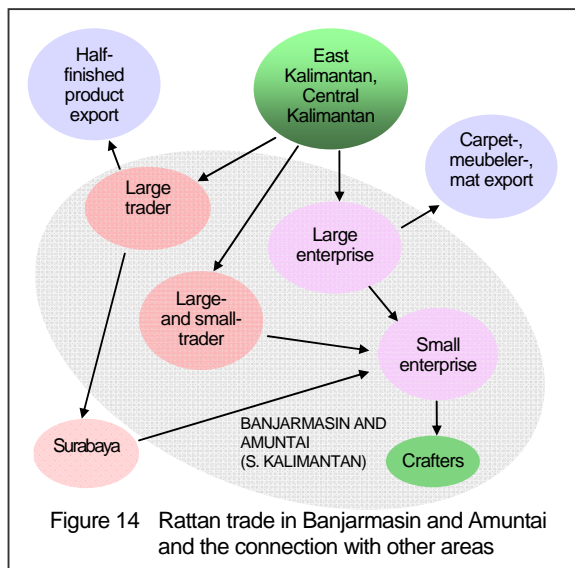 Half-
finished
product
export
East
Kalimantan,
Central
Kalimantan
Carpet-,
meubeler-,
mat export
Large
trader
Large
enterprise
Large-
and small-
trader
Small
enterprise
Surabaya
BANJARMASIN AND
AMUNTAI
(S. KALIMANTAN)
Crafters
Figure 14 Rattan trade in Banjarmasin and Amuntai
and the connection with other areas